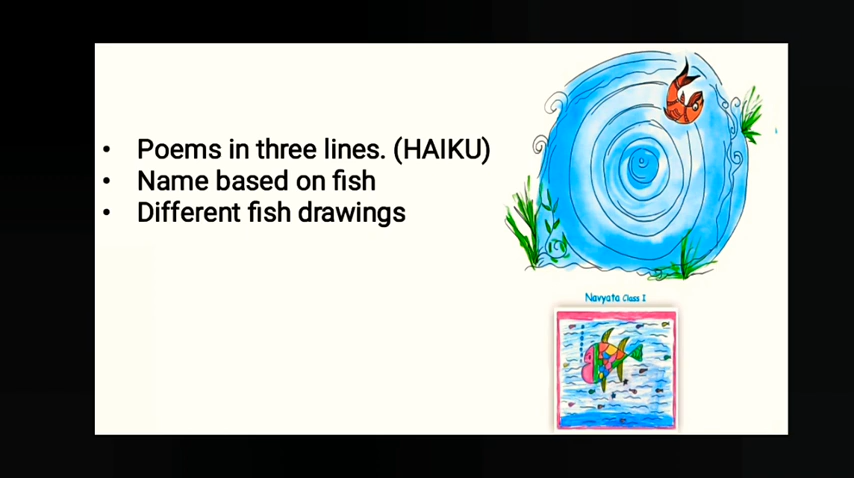 • Poems in three lines. (HAIKU)
• Name based on fish
• Different fish drawings
Navyata Class I